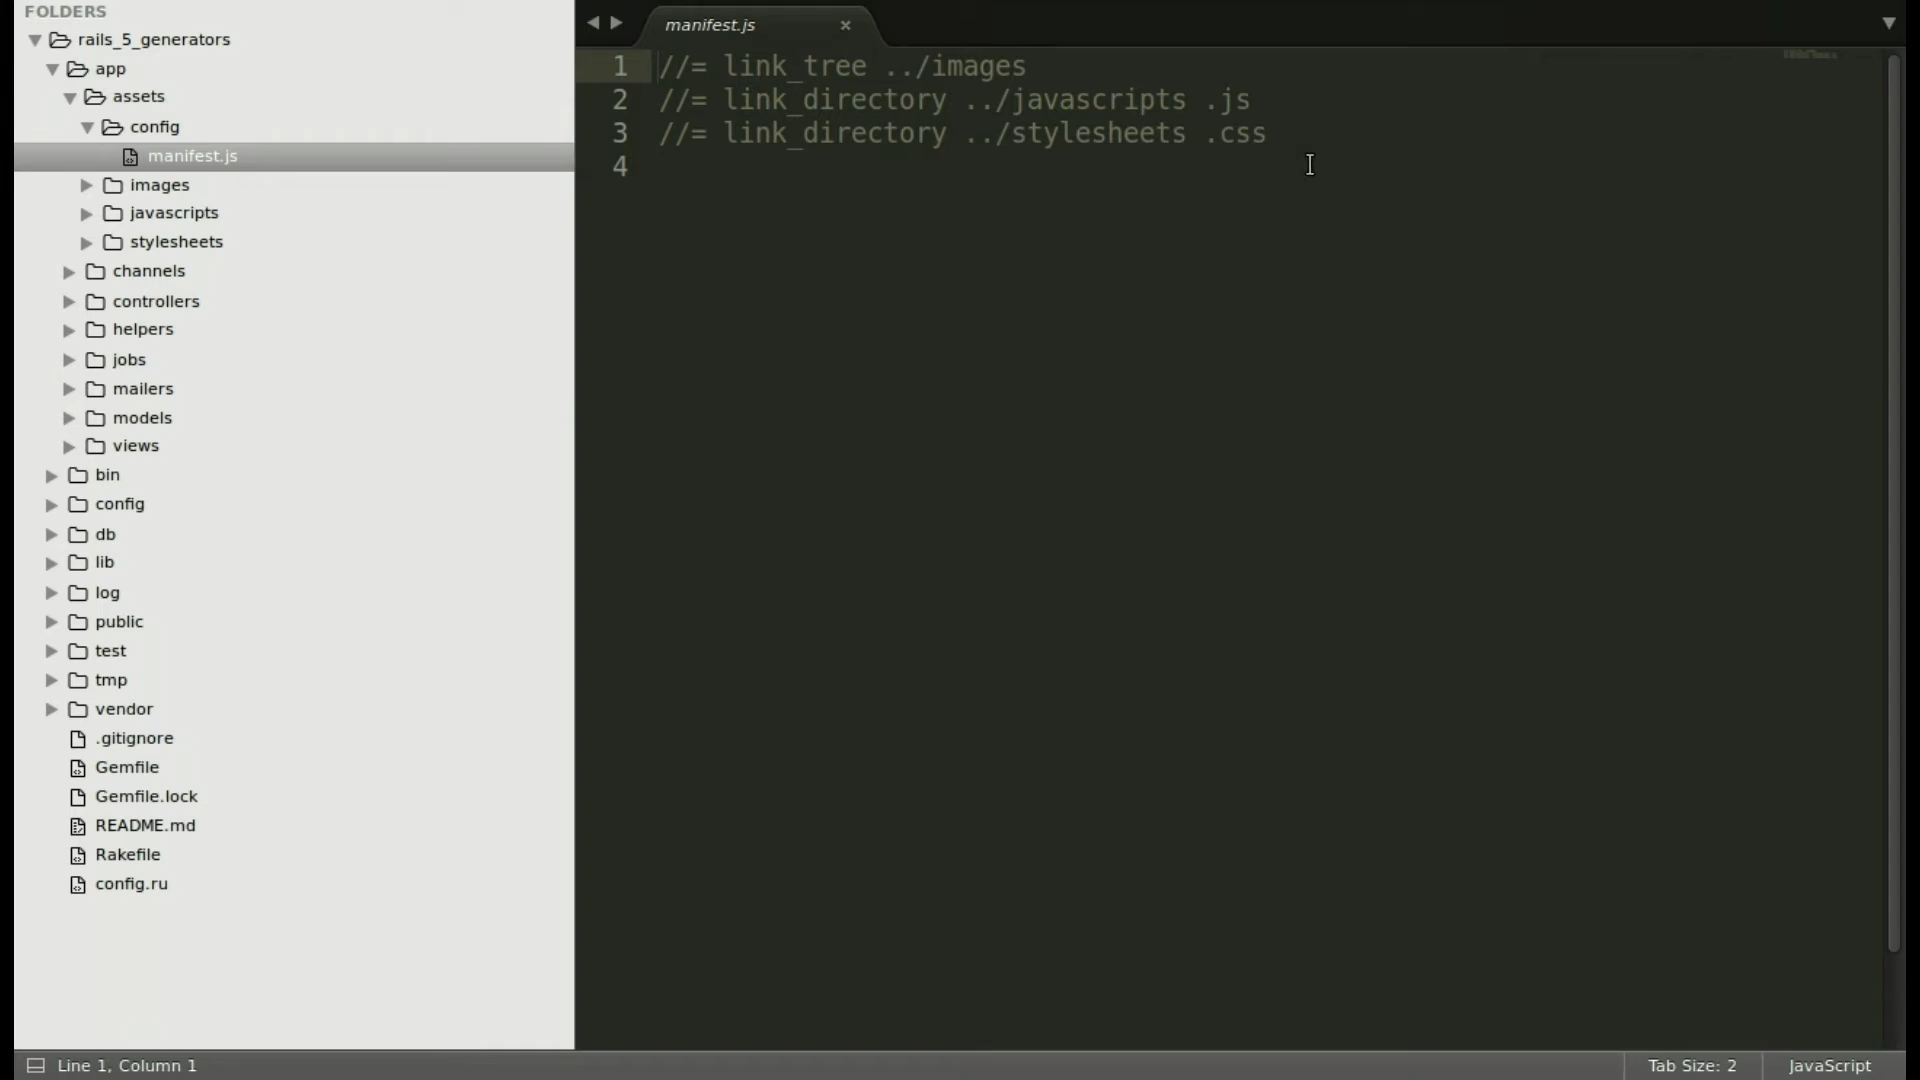 FOLDERS
rails_5_generators
app
assets
config
manifest.js
images
javascripts
stylesheets
channels
controllers
helpers
jobs
mailers
models
views
bin
config
db
lib
log
public
test
tmp
vendor
.gitignore
Gemfile
Gemfile.lock
README.md
Rakefile
config.ru
manifest.js
1 //= link_tree ../images
2 //= link_directory ../javascripts .js
3 //= link_directory ../stylesheets .css
4
Line 1, Column 1
Tab Size: 2
JavaScript